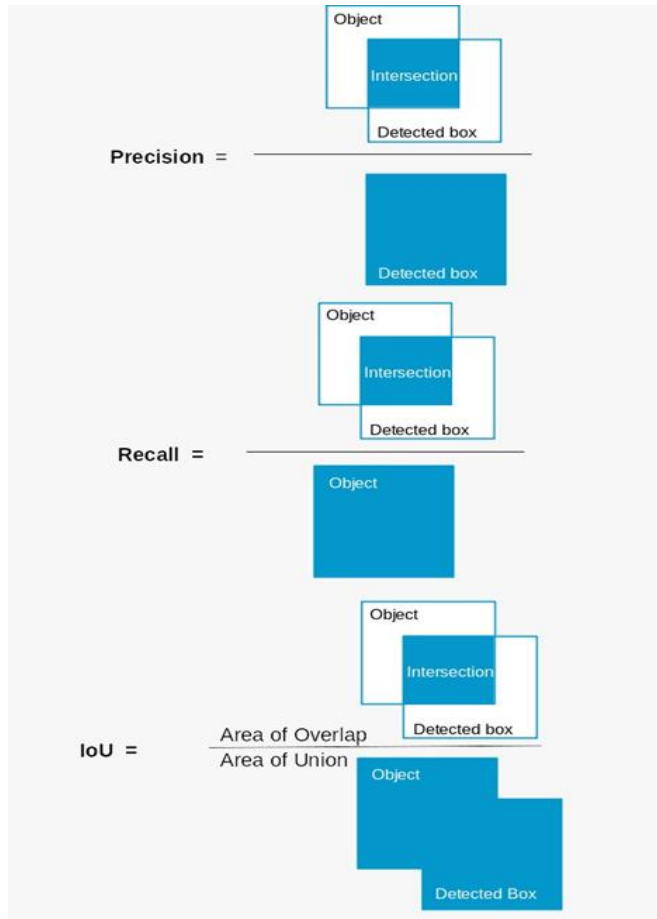 Object
Intersection
Detected box
Precision =
Detected box
Object
Intersection
Detected box
Recall =
Object
Object
Intersection
Detected box
Area of Overlap
IoU =
Area of Union
Object
Detected Box